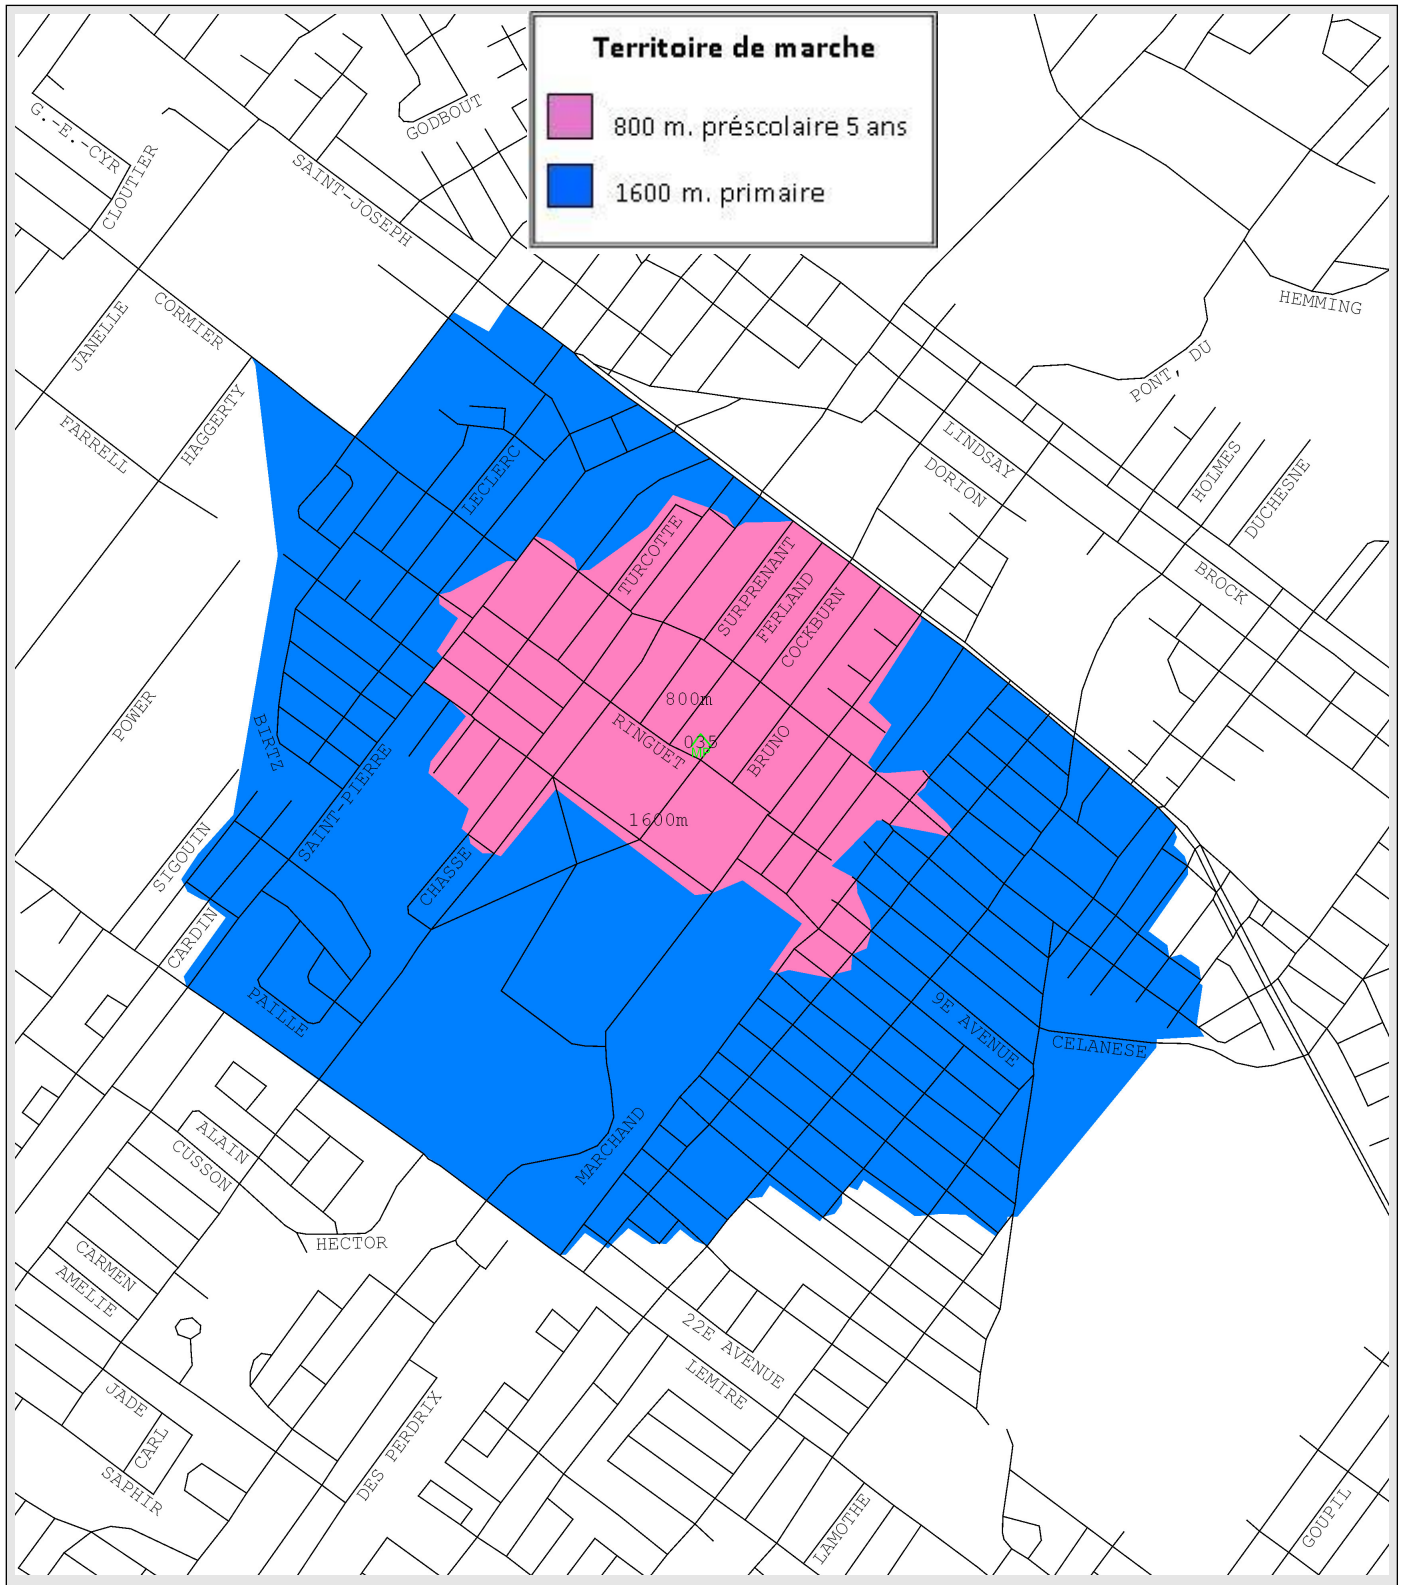 Territoire de marche
800 m. préscolaire 5 ans
1600 m. primaire
G.-E.-CYR
CLOUTIER
GODBOUT
SAINT-JOSEPH
HEMMING
JANELLE
CORMIER
PONT, DU
HAGGERTY
FARRELL
LINDSAY
DORION
HOLMES
DUCHESNE
LECLERC
TURCOTTE
SURPRENANT
FERLAND
COCKBURN
BROCK
800m
POWER
BIRTZ
RINGUET
035
BRUNO
SAINT-PIERRE
1600m
SIGOUIN
CHASSE
CARDIN
PAILLE
9E AVENUE
CELANESE
MARCHAND
ALAIN
CUSSON
HECTOR
CARMEN
AMELIE
22E AVENUE
LEMIRE
JADE
CARL
SAPHIR
DES PERDRIX
LAMOTHE
GOUPIL